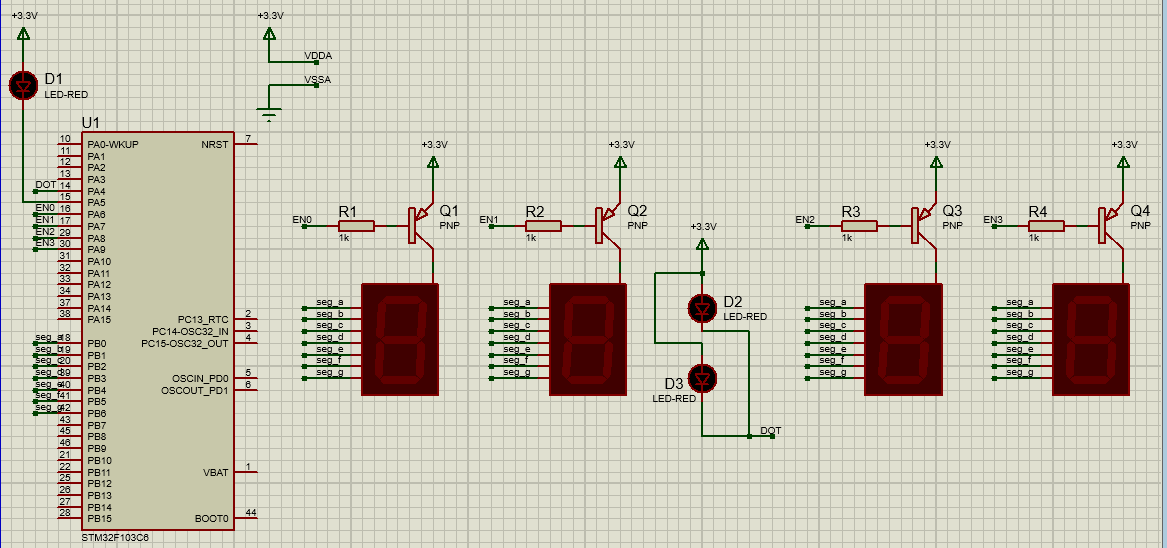 +3.3V
+3.3V
D1
LED-RED
VDDA
VSSA
U1
10 PA0-WKUP NRST 7
11 PA1
12 PA2
13 PA3
DOT 14 PA4
15 PA5
EN0 16 PA6
EN1 17 PA7
EN2 29 PA8
EN3 30 PA9
31 PA10
32 PA11
33 PA12
34 PA13
37 PA14
38 PA15 PC13_RTC 2
PC14-OSC32_IN 3
18 PB0 PC15-OSC32_OUT 4
19 PB1
20 PB2
39 PB3 OSCIN_PD0 5
40 PB4 OSCOUT_PD1 6
41 PB5
42 PB6
43 PB7
45 PB8
46 PB9
21 PB10
22 PB11 VBAT 1
25 PB12
26 PB13
27 PB14
28 PB15 BOOT0 44
STM32F103C6
+3.3V
EN0
R1
1k
Q1
PNP
seg_a
seg_b
seg_c
seg_d
seg_e
seg_f
seg_g
+3.3V
EN1
R2
1k
Q2
PNP
seg_a
seg_b
seg_c
seg_d
seg_e
seg_f
seg_g
+3.3V
D2
LED-RED
D3
LED-RED
DOT
+3.3V
EN2
R3
1k
Q3
PNP
seg_a
seg_b
seg_c
seg_d
seg_e
seg_f
seg_g
+3.3V
EN3
R4
1k
Q4
PNP
seg_a
seg_b
seg_c
seg_d
seg_e
seg_f
seg_g